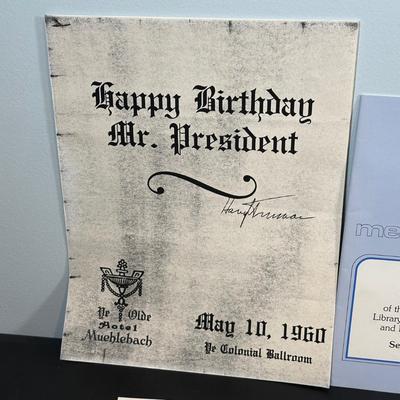 Happy Birthday
Mr. President
Harry Truman
Ye Olde
Hotel
Muehlebach
May 10, 1960
Ye Colonial Ballroom
me
of th
Library
and
Se